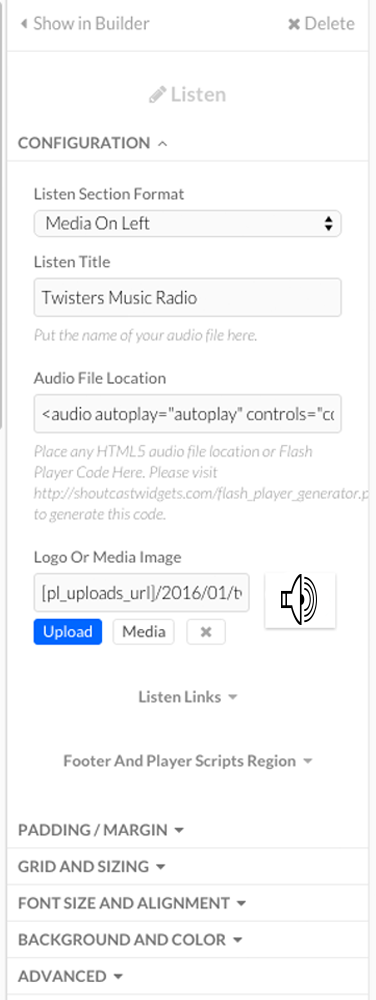 Show in Builder
Delete
Listen
CONFIGURATION
Listen Section Format
Media On Left
Listen Title
Twisters Music Radio
Put the name of your audio file here.
Audio File Location
<audio autoplay="autoplay" controls="co
Place any HTML5 audio file location or Flash
Player Code Here. Please visit
http://shoutcastwidgets.com/flash_player_generator.p
to generate this code.
Logo Or Media Image
[pl_uploads_url]/2016/01/tw
Upload
Media
Listen Links
Footer And Player Scripts Region
PADDING / MARGIN
GRID AND SIZING
FONT SIZE AND ALIGNMENT
BACKGROUND AND COLOR
ADVANCED